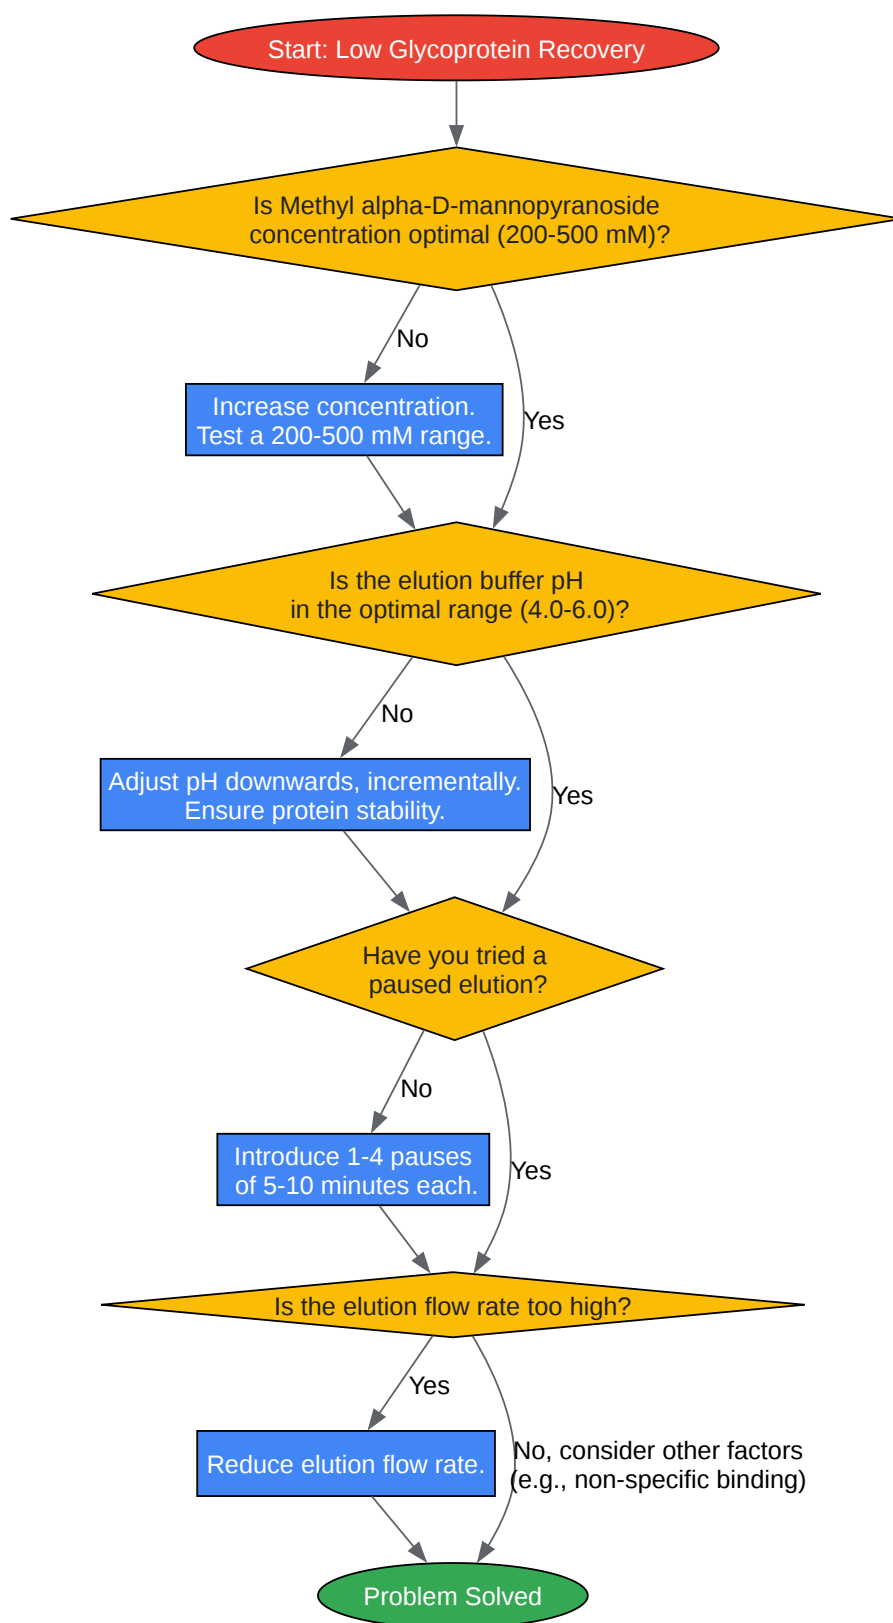 Start: Low Glycoprotein Recovery
Is Methyl alpha-D-mannopyranoside
concentration optimal (200-500 mM)?
No
Increase concentration.
Test a 200-500 mM range.
Yes
Is the elution buffer pH
in the optimal range (4.0-6.0)?
No
Adjust pH downwards, incrementally.
Ensure protein stability.
Yes
Have you tried a
paused elution?
No
Introduce 1-4 pauses
of 5-10 minutes each.
Yes
Is the elution flow rate too high?
Yes
Reduce elution flow rate.
No, consider other factors
(e.g., non-specific binding)
Problem Solved